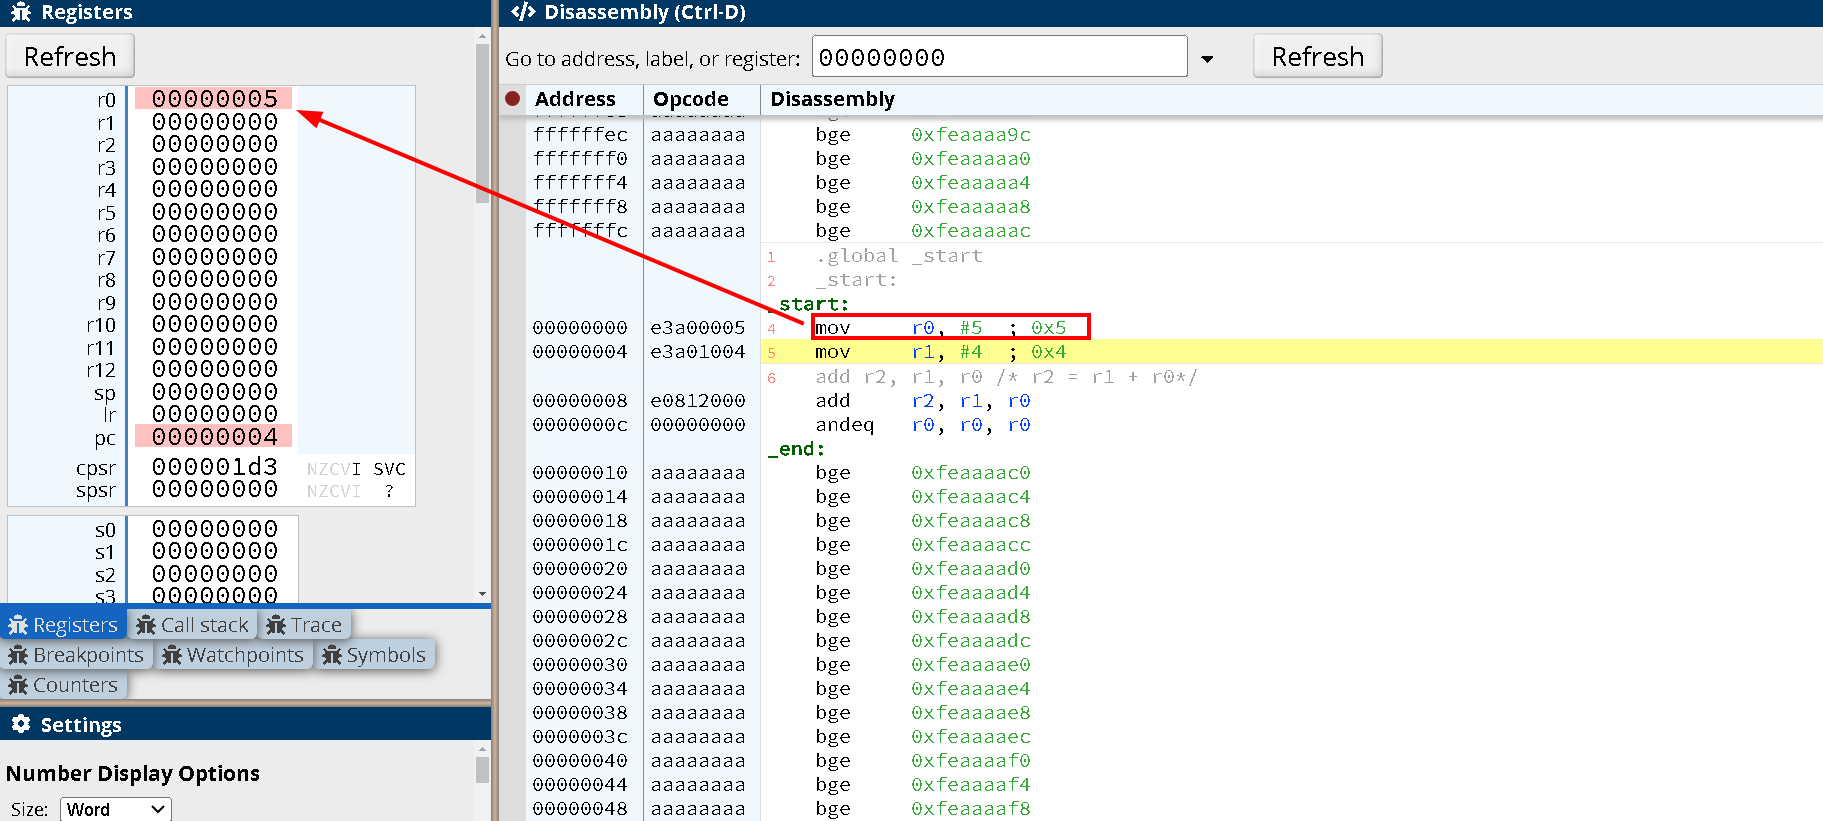 Registers
Refresh
r0 00000005
r1 00000000
r2 00000000
r3 00000000
r4 00000000
r5 00000000
r6 00000000
r7 00000000
r8 00000000
r9 00000000
r10 00000000
r11 00000000
r12 00000000
sp 00000000
lr 00000000
pc 00000004
cpsr 000001d3 NZCVI SVC
spsr 00000000 NZCVI ?
s0 00000000
s1 00000000
s2 00000000
s3 00000000
Registers Call stack Trace
Breakpoints Watchpoints Symbols
Counters
Settings
Number Display Options
Size: Word
</> Disassembly (Ctrl-D)
Go to address, label, or register: 00000000 Refresh
Address Opcode Disassembly
ffffffec aaaaaaaa bge 0xfeaaaa9c
fffffff0 aaaaaaaa bge 0xfeaaaaa0
fffffff4 aaaaaaaa bge 0xfeaaaaa4
fffffff8 aaaaaaaa bge 0xfeaaaaa8
fffffffc aaaaaaaa bge 0xfeaaaaac
1 .global _start
2 _start:
_start:
00000000 e3a00005 4 mov r0, #5 ; 0x5
00000004 e3a01004 5 mov r1, #4 ; 0x4
6 add r2, r1, r0 /* r2 = r1 + r0*/
00000008 e0812000 add r2, r1, r0
0000000c 00000000 andeq r0, r0, r0
_end:
00000010 aaaaaaaa bge 0xfeaaaac0
00000014 aaaaaaaa bge 0xfeaaaac4
00000018 aaaaaaaa bge 0xfeaaaac8
0000001c aaaaaaaa bge 0xfeaaaacc
00000020 aaaaaaaa bge 0xfeaaaad0
00000024 aaaaaaaa bge 0xfeaaaad4
00000028 aaaaaaaa bge 0xfeaaaad8
0000002c aaaaaaaa bge 0xfeaaaadc
00000030 aaaaaaaa bge 0xfeaaaae0
00000034 aaaaaaaa bge 0xfeaaaae4
00000038 aaaaaaaa bge 0xfeaaaae8
0000003c aaaaaaaa bge 0xfeaaaaec
00000040 aaaaaaaa bge 0xfeaaaaf0
00000044 aaaaaaaa bge 0xfeaaaaf4
00000048 aaaaaaaa bge 0xfeaaaaf8